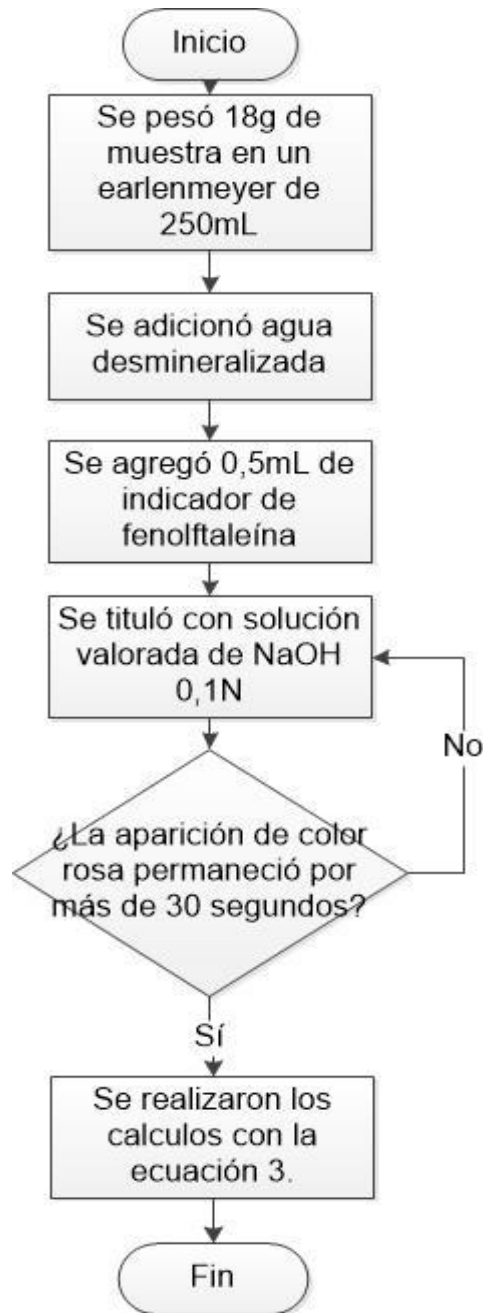 Inicio
Se pesó 18g de
muestra en un
earlenmeyer de
250mL
Se adicionó agua
desmineralizada
Se agregó 0,5mL de
indicador de
fenolftaleína
Se tituló con solución
valorada de NaOH
0,1N
No
¿La aparición de color
rosa permaneció por
más de 30 segundos?
Sí
Se realizaron los
calculos con la
ecuación 3.
Fin